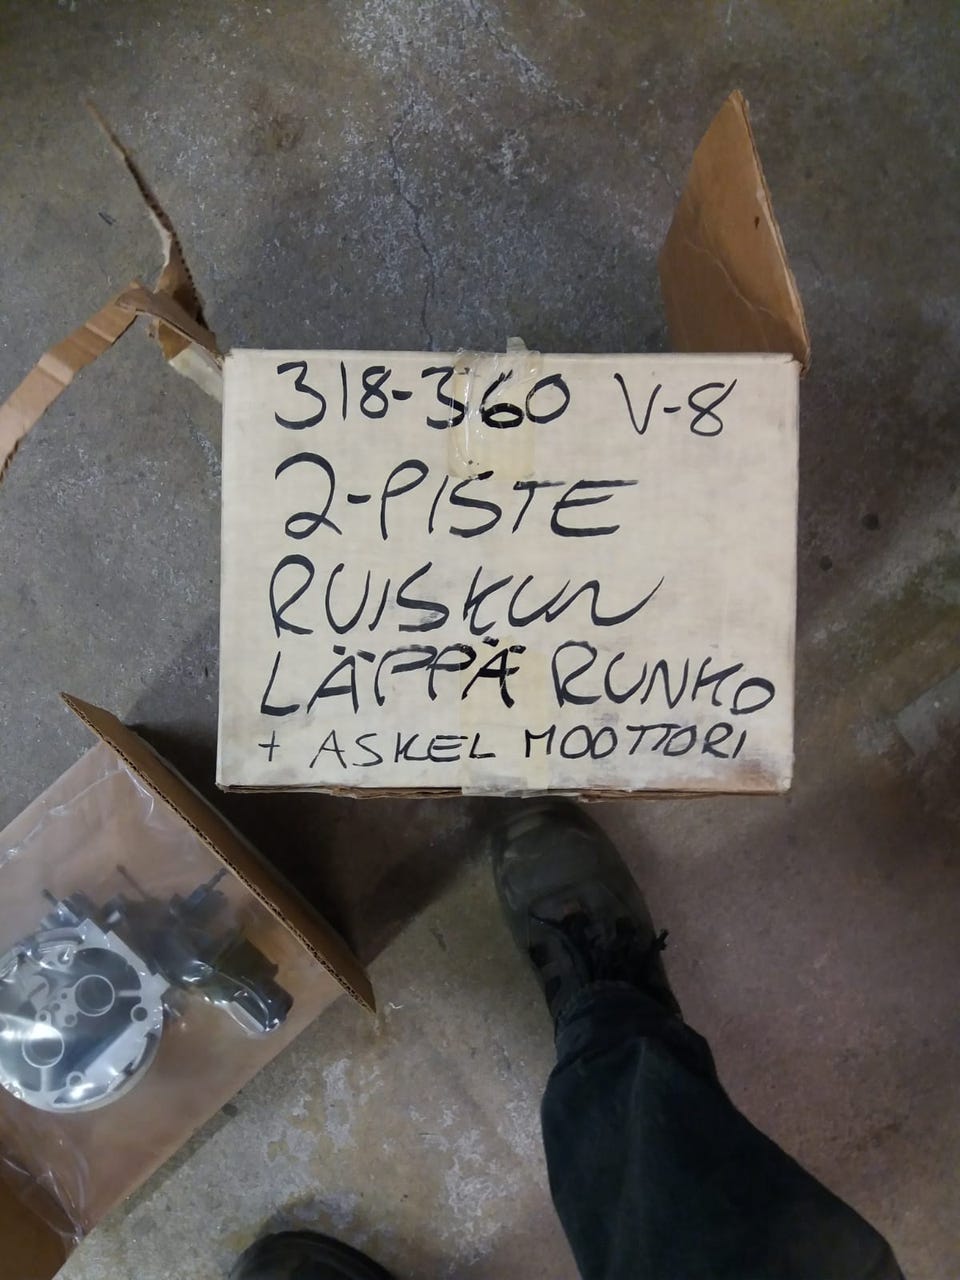 318-360 V-8
2-PISTE
RUISKUN
LÄPPÄ RUNKO
+ ASKEL MOOTTORI